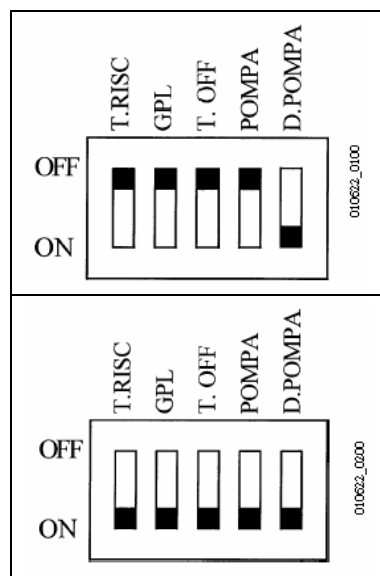 T.RISC
GPL
T. OFF
POMPA
D.POMPA
OFF
ON
010622_0100
T.RISC
GPL
T. OFF
POMPA
D.POMPA
OFF
ON
010622_0200